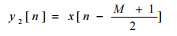 y₂[n] = x[n − (M + 1)/2]